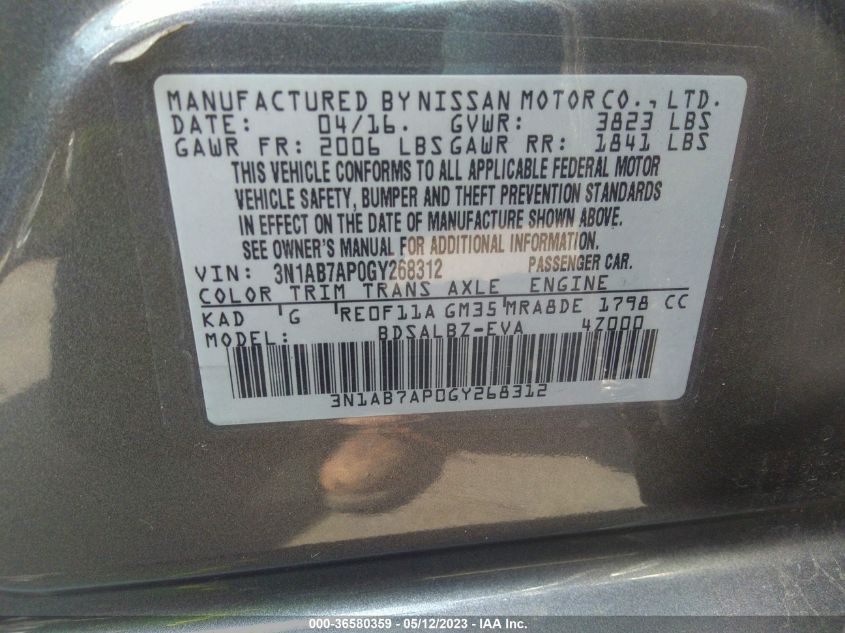 MANUFACTURED BY NISSAN MOTOR CO., LTD.
DATE: 04/16. GVWR: 3823 LBS
GAWR FR: 2006 LBS GAWR RR: 1841 LBS
THIS VEHICLE CONFORMS TO ALL APPLICABLE FEDERAL MOTOR
VEHICLE SAFETY, BUMPER AND THEFT PREVENTION STANDARDS
IN EFFECT ON THE DATE OF MANUFACTURE SHOWN ABOVE.
SEE OWNER'S MANUAL FOR ADDITIONAL INFORMATION.
VIN: 3N1AB7AP0GY268312 PASSENGER CAR.
COLOR TRIM TRANS AXLE ENGINE
KAD G RE0F11A GM35 MRA8DE 1798 CC
MODEL: BDSALBZ-EVA 4Z000
3N1AB7AP0GY268312
000-36580359 - 05/12/2023 - IAA Inc.